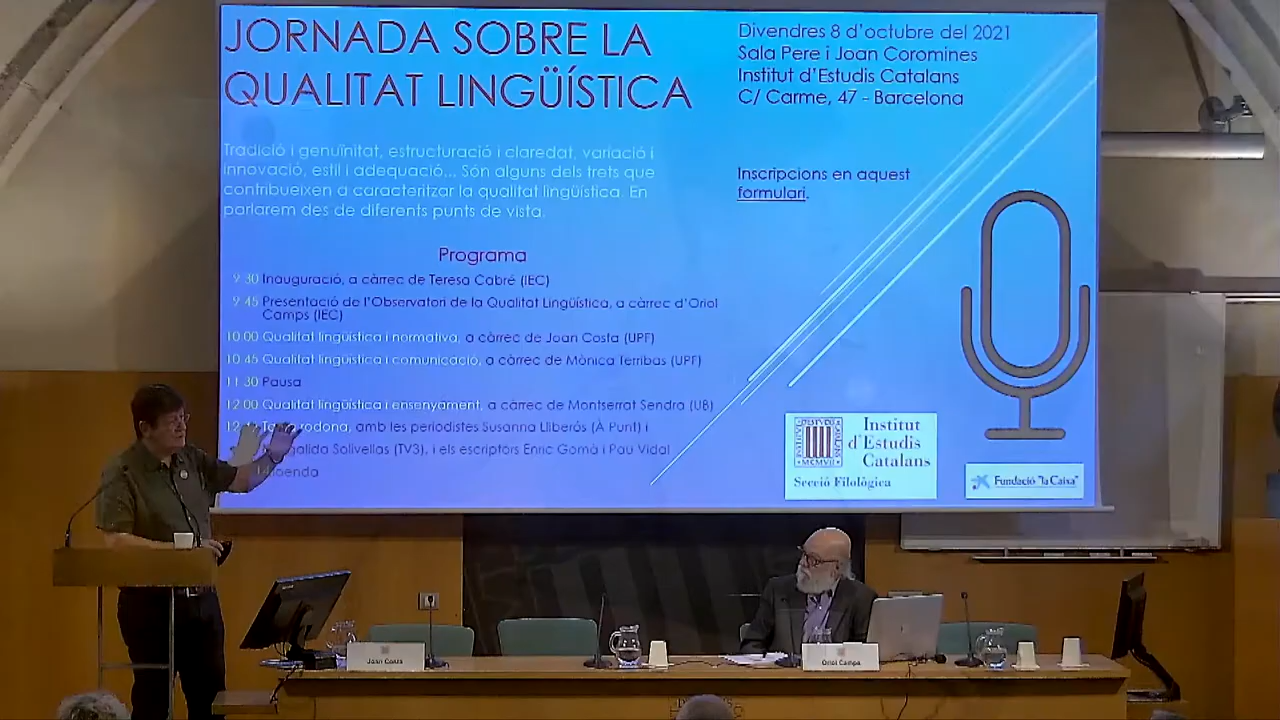 JORNADA SOBRE LA
QUALITAT LINGÜÍSTICA
Tradició i genuïnitat, estructuració i claredat, variació i
innovació, estil i adequació... Són alguns dels trets que
contribueixen a caracteritzar la qualitat lingüística. En
parlarem des de diferents punts de vista.
Programa
9 30 Inauguració, a càrrec de Teresa Cabré (IEC)
9 45 Presentació de l'Observatori de la Qualitat Lingüística, a càrrec d'Oriol
Camps (IEC)
10 00 Qualitat lingüística i normativa, a càrrec de Joan Costa (UPF)
10 45 Qualitat lingüística i comunicació, a càrrec de Mònica Terribas (UPF)
11 30 Pausa
12 00 Qualitat lingüística i ensenyament, a càrrec de Montserrat Sendra (UB)
rodona, amb les periodistes Susanna Lliberós (À Punt) i
Solivellas (TV3), i els escriptors Enric Gomà i Pau Vidal
Divendres 8 d'octubre del 2021
Sala Pere i Joan Coromines
Institut d'Estudis Catalans
C/ Carme, 47 - Barcelona
Inscripcions en aquest
formulari.
Institut
d'Estudis
Catalans
Secció Filològica
Fundació "la Caixa"
Joan Costa
Oriol Camps